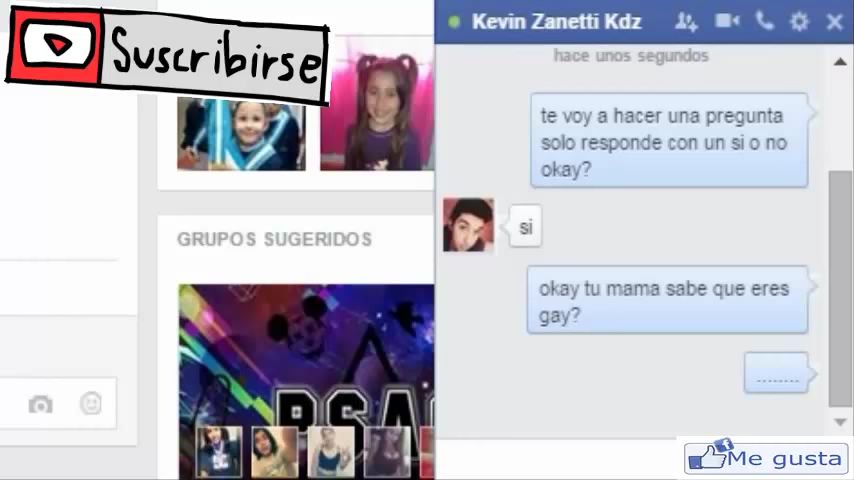 Suscribirse
GRUPOS SUGERIDOS
Kevin Zanetti Kdz
hace unos segundos
te voy a hacer una pregunta
solo responde con un si o no
okay?
si
okay tu mama sabe que eres
gay?
........
Me gusta